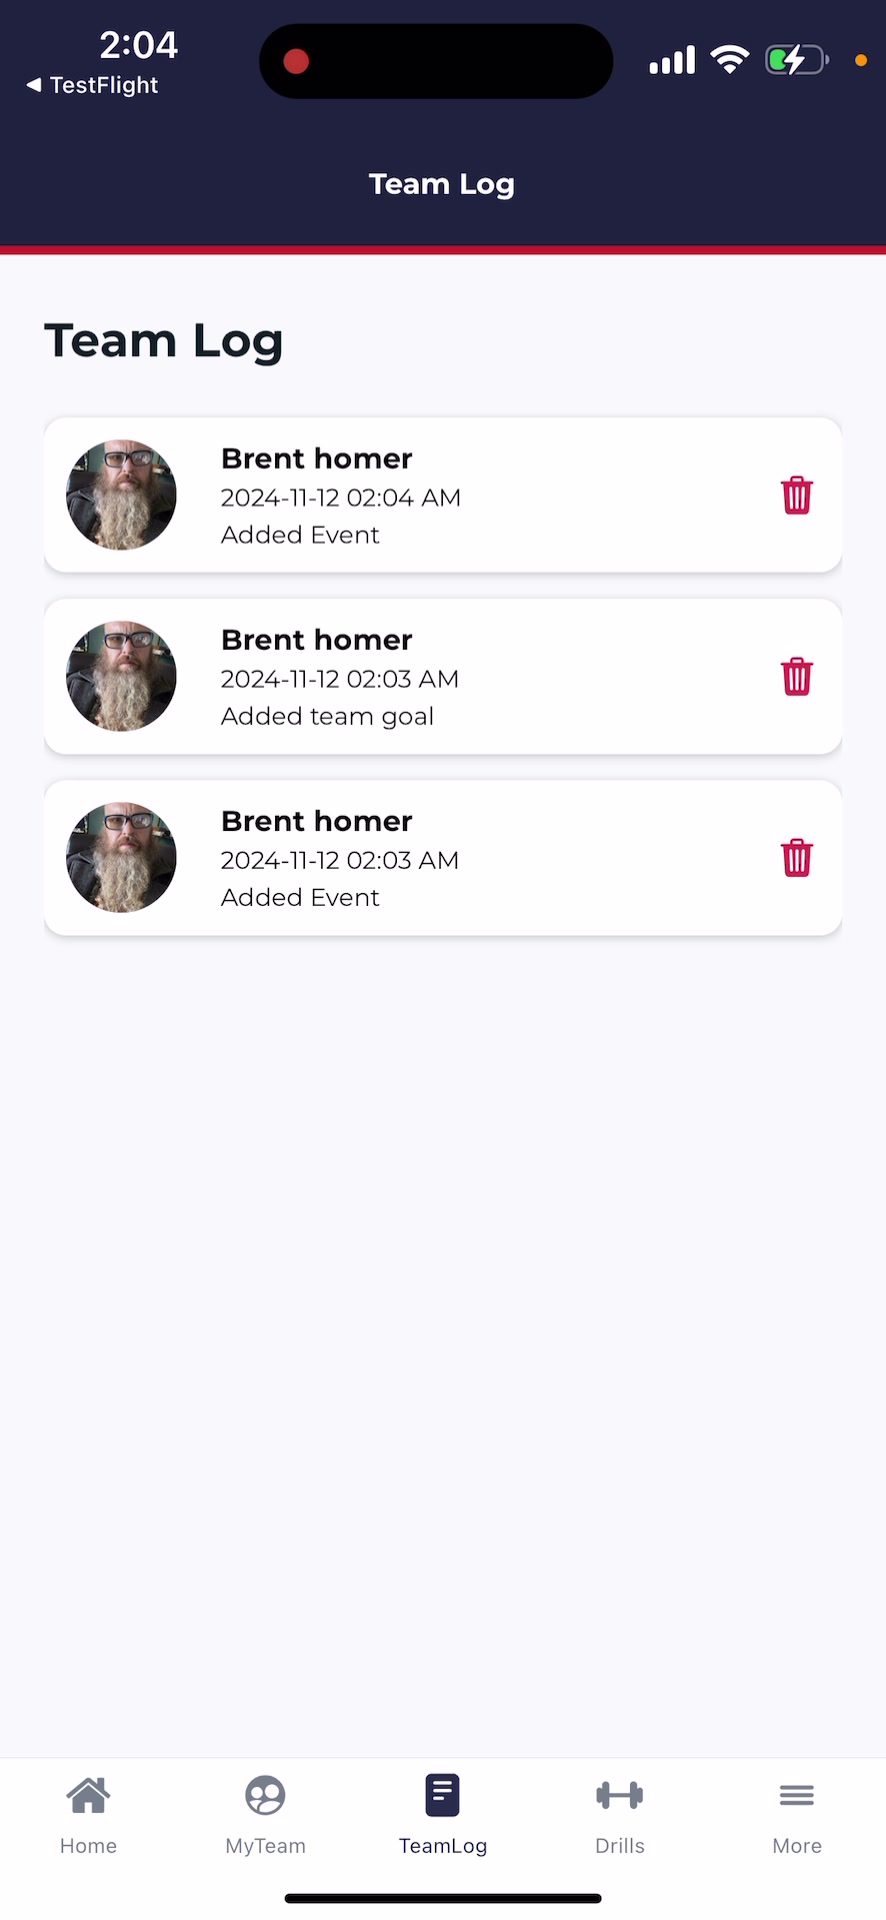 2:04
TestFlight
Team Log
Team Log
Brent homer
2024-11-12 02:04 AM
Added Event
Brent homer
2024-11-12 02:03 AM
Added team goal
Brent homer
2024-11-12 02:03 AM
Added Event
Home
MyTeam
TeamLog
Drills
More